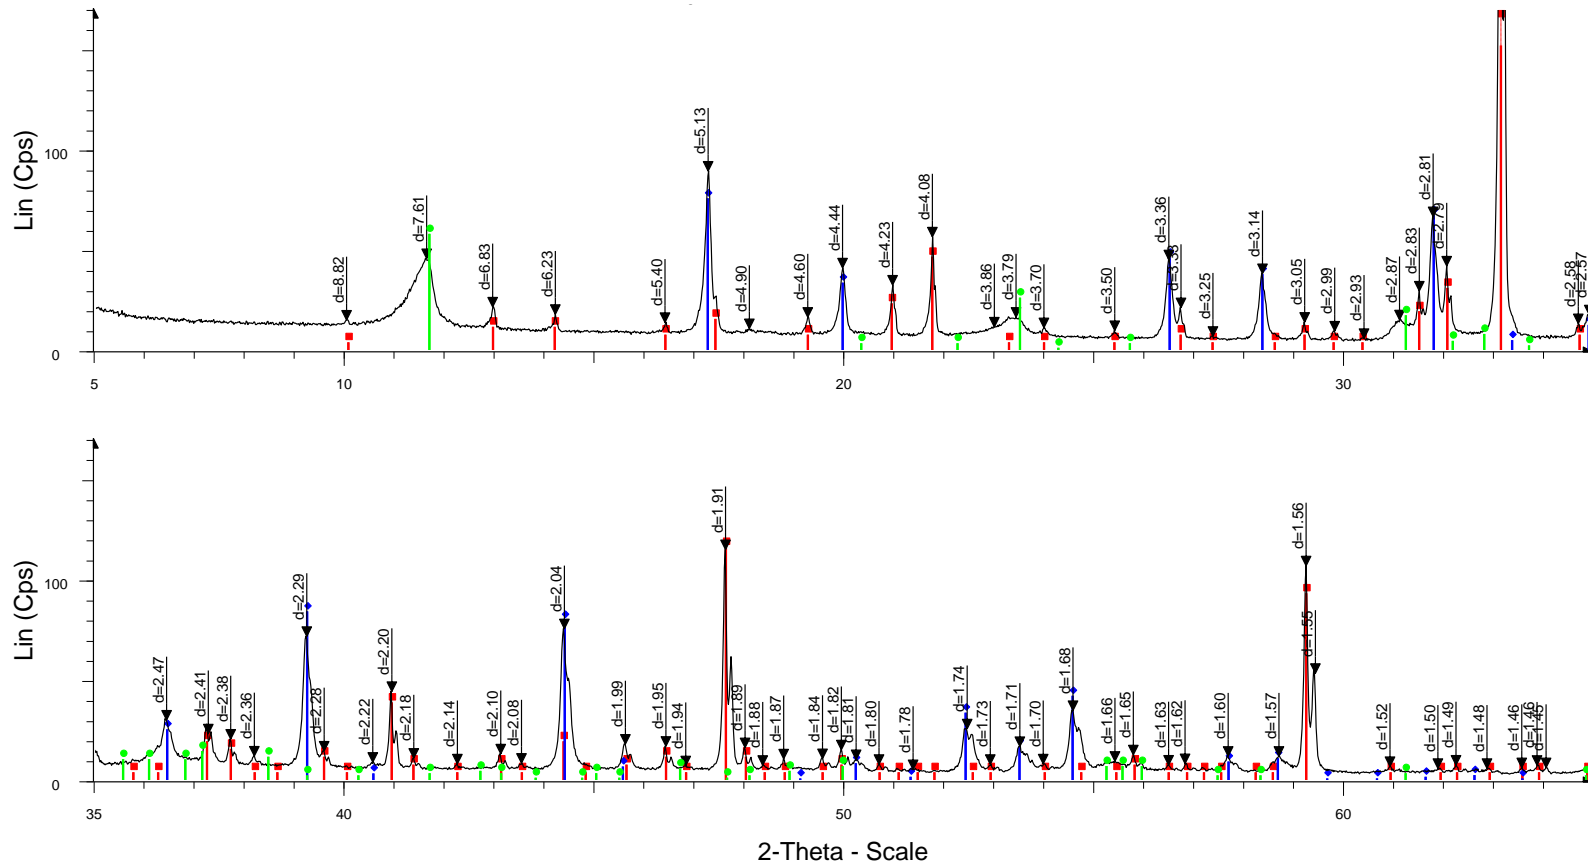 Lin (Cps)
100
0
d=8.82
d=7.61
d=6.83
d=6.23
d=5.40
d=5.13
d=4.90
d=4.60
d=4.44
d=4.23
d=4.08
d=3.86
d=3.79
d=3.70
d=3.50
d=3.36
d=3.33
d=3.25
d=3.14
d=3.05
d=2.99
d=2.93
d=2.87
d=2.83
d=2.81
d=2.79
d=2.58
d=2.57
5
10
20
30
Lin (Cps)
100
0
d=2.47
d=2.41
d=2.38
d=2.36
d=2.29
d=2.28
d=2.22
d=2.20
d=2.18
d=2.14
d=2.10
d=2.08
d=2.04
d=1.99
d=1.95
d=1.94
d=1.91
d=1.89
d=1.88
d=1.87
d=1.84
d=1.82
d=1.81
d=1.80
d=1.78
d=1.74
d=1.73
d=1.71
d=1.70
d=1.68
d=1.66
d=1.65
d=1.63
d=1.62
d=1.60
d=1.57
d=1.56
d=1.55
d=1.52
d=1.50
d=1.49
d=1.48
d=1.46
d=1.46
d=1.45
35
40
50
60
2-Theta - Scale